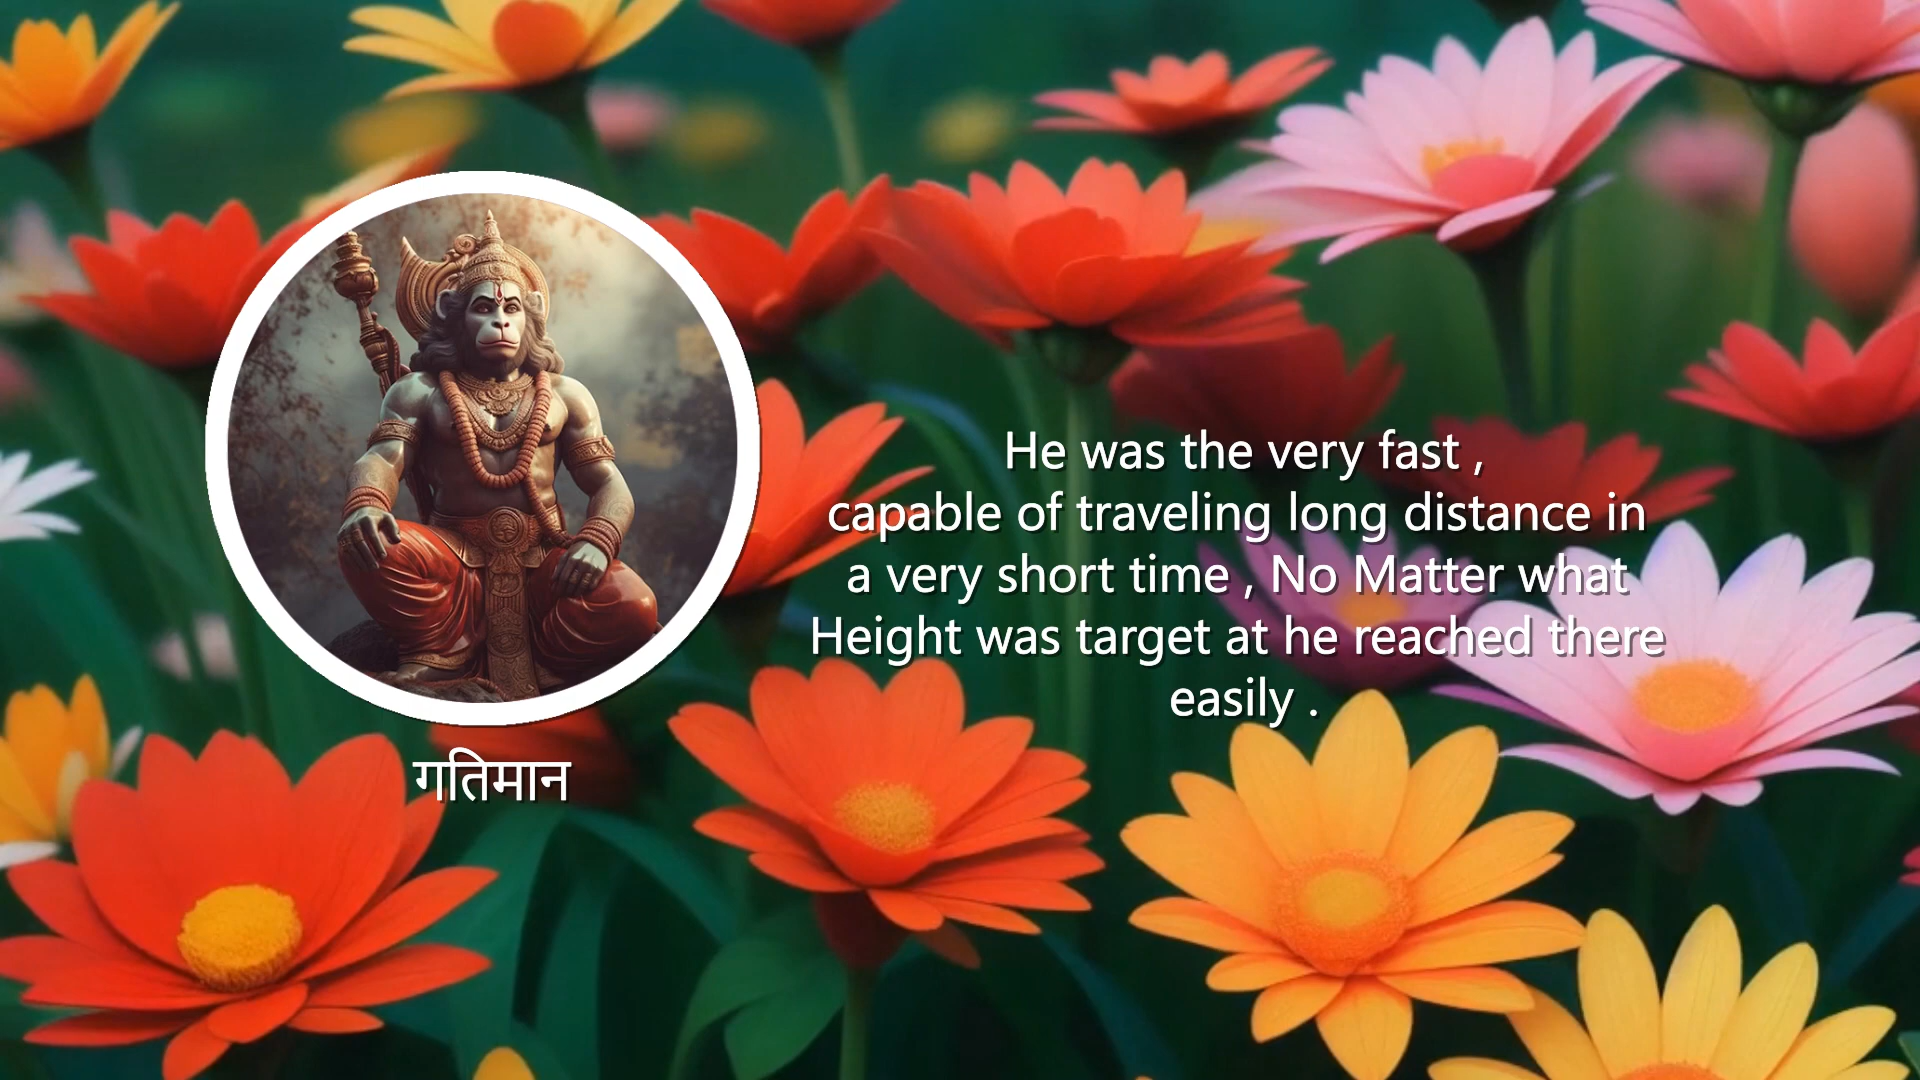 He was the very fast ,
capable of traveling long distance in
a very short time , No Matter what
Height was target at he reached there
easily .
गतिमान